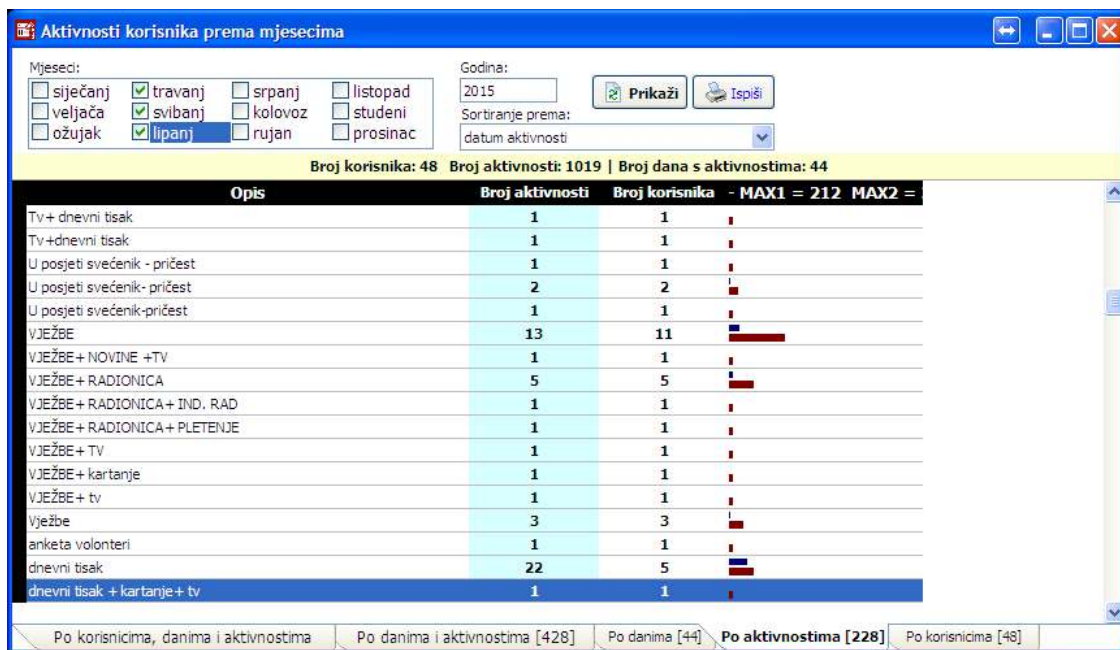 Aktivnosti korisnika prema mjesecima
Mjeseci:
siječanj travanj srpanj listopad
veljača svibanj kolovoz studeni
ožujak lipanj rujan prosinac
Godina:
2015
Prikaži Ispiši
Sortiranje prema:
datum aktivnosti
Broj korisnika: 48 Broj aktivnosti: 1019 | Broj dana s aktivnostima: 44
Opis Broj aktivnosti Broj korisnika - MAX1 = 212 MAX2 =
Tv+ dnevni tisak 1 1
Tv+dnevni tisak 1 1
U posjeti svećenik - pričest 1 1
U posjeti svećenik- pričest 2 2
U posjeti svećenik-pričest 1 1
VJEŽBE 13 11
VJEŽBE+ NOVINE +TV 1 1
VJEŽBE+ RADIONICA 5 5
VJEŽBE+ RADIONICA+ IND. RAD 1 1
VJEŽBE+ RADIONICA+ PLETENJE 1 1
VJEŽBE+ TV 1 1
VJEŽBE+ kartanje 1 1
VJEŽBE+ tv 1 1
Vježbe 3 3
anketa volonteri 1 1
dnevni tisak 22 5
dnevni tisak +kartanje+ tv 1 1
Po korisnicima, danima i aktivnostima Po danima i aktivnostima [428] Po danima [44] Po aktivnostima [228] Po korisnicima [48]